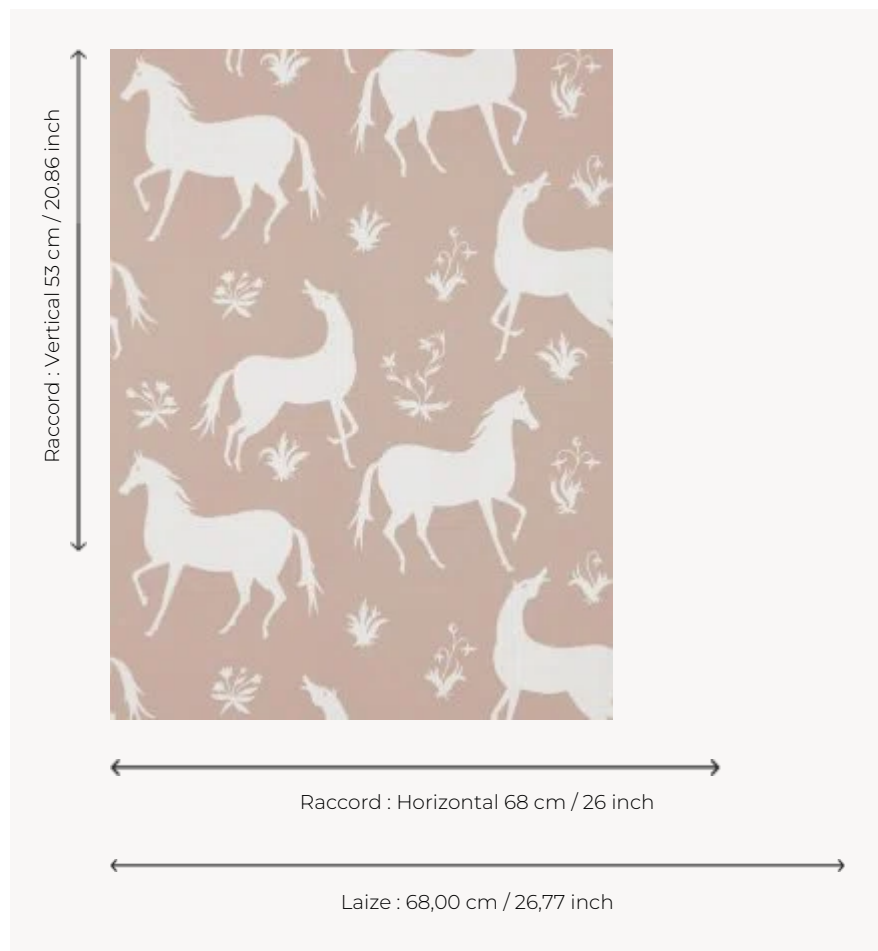 Raccord : Vertical 53 cm / 20.86 inch
Raccord : Horizontal 68 cm / 26 inch
Laize : 68,00 cm / 26,77 inch